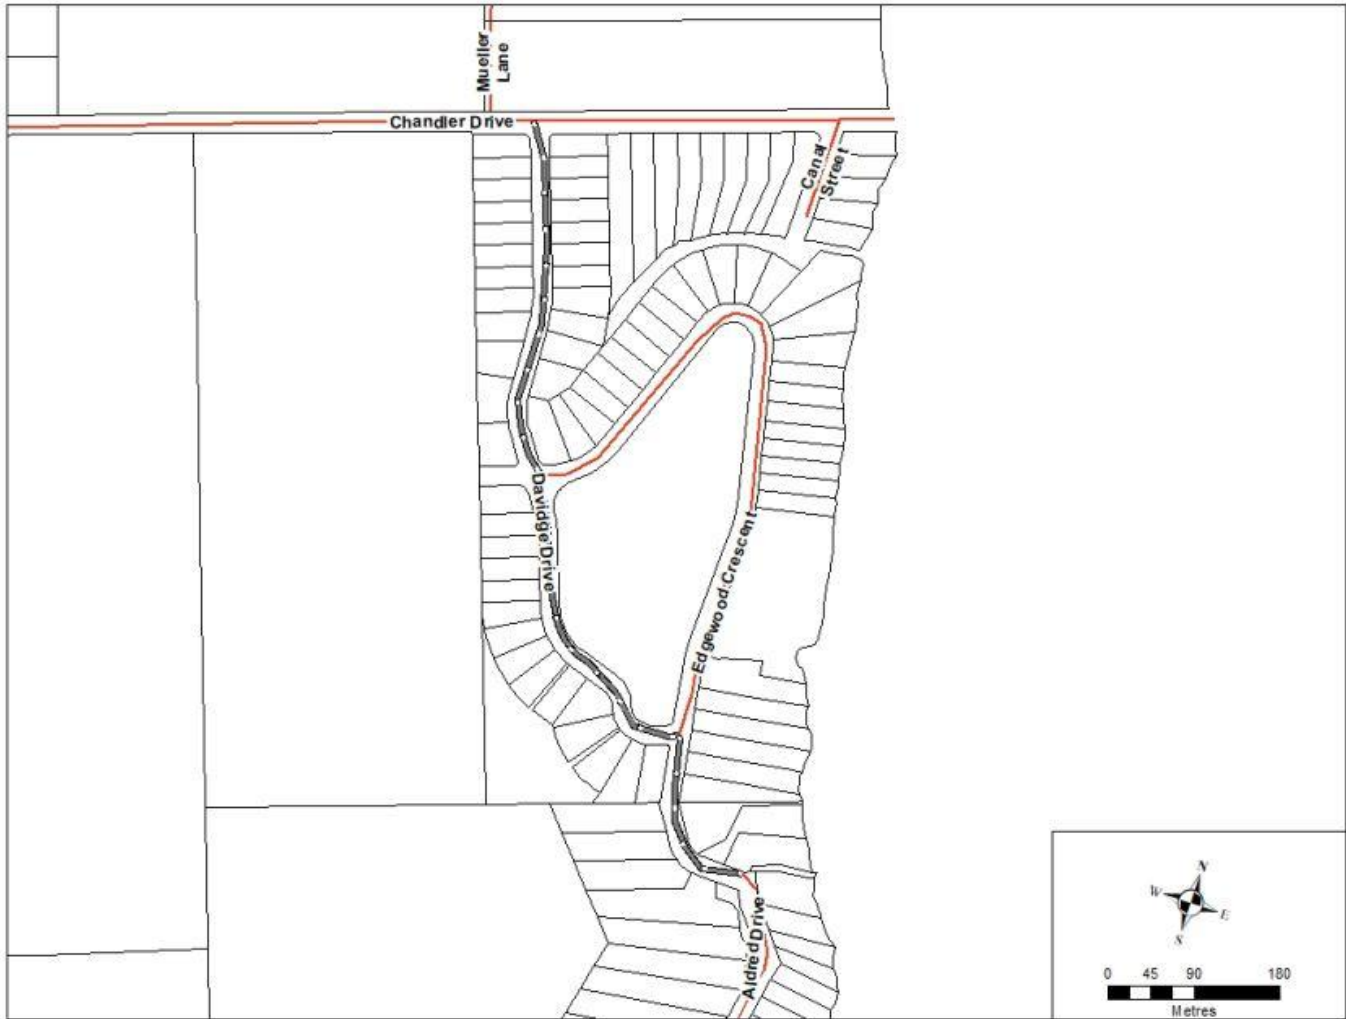 Mueller
Lane
Chandler Drive
Canal
Street
Davidge Drive
Edgewood Crescent
Aldred Drive
N
W
E
S
0 45 90 180
Metres